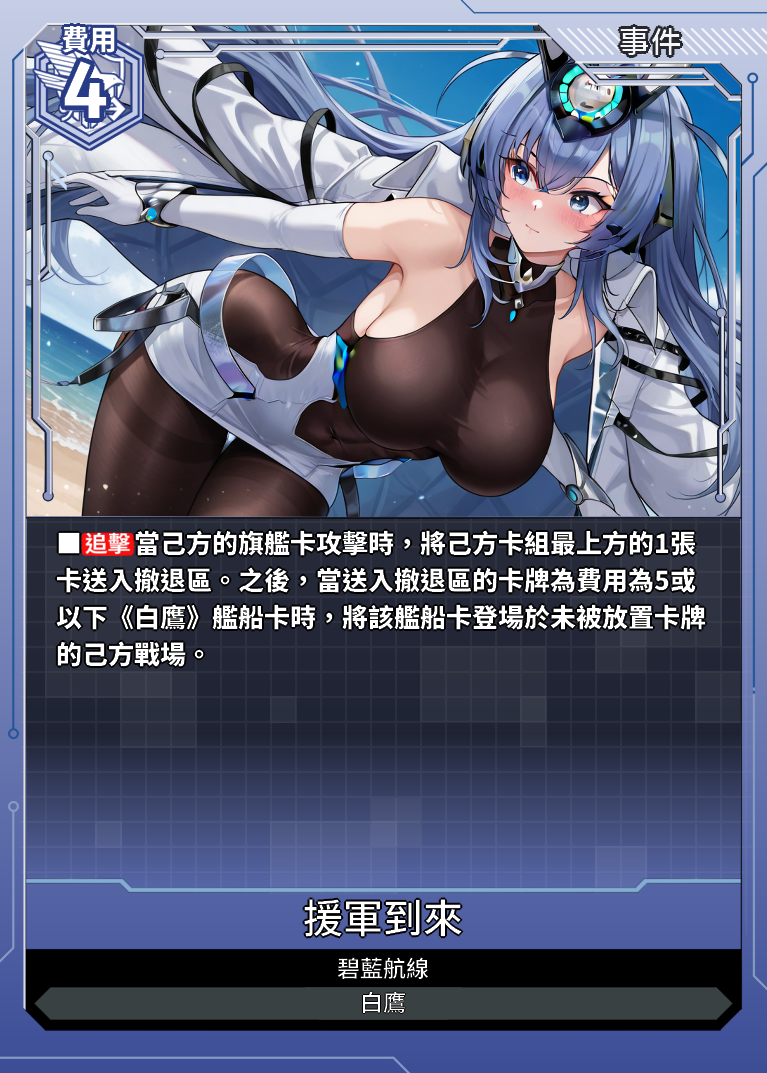 費用
事件
4
■追擊當己方的旗艦卡攻擊時，將己方卡組最上方的1張
卡送入撤退區。之後，當送入撤退區的卡牌為費用為5或
以下《白鷹》艦船卡時，將該艦船卡登場於未被放置卡牌
的己方戰場。
援軍到來
碧藍航線
白鷹